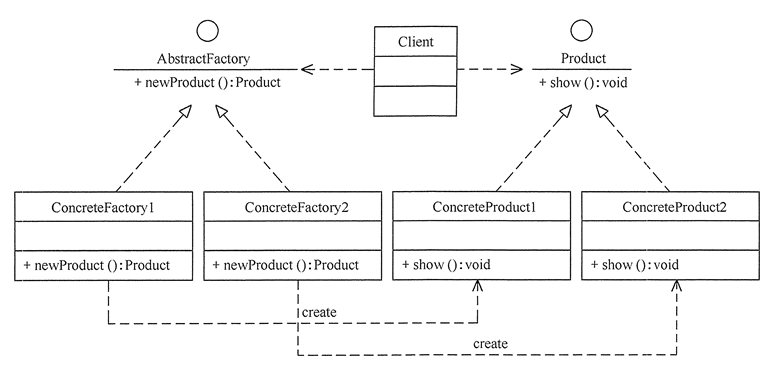 AbstractFactory
+ newProduct (): Product
Client
Product
+ show (): void
ConcreteFactory1
+ newProduct (): Product
ConcreteFactory2
+ newProduct (): Product
ConcreteProduct1
+ show (): void
ConcreteProduct2
+ show (): void
create
create